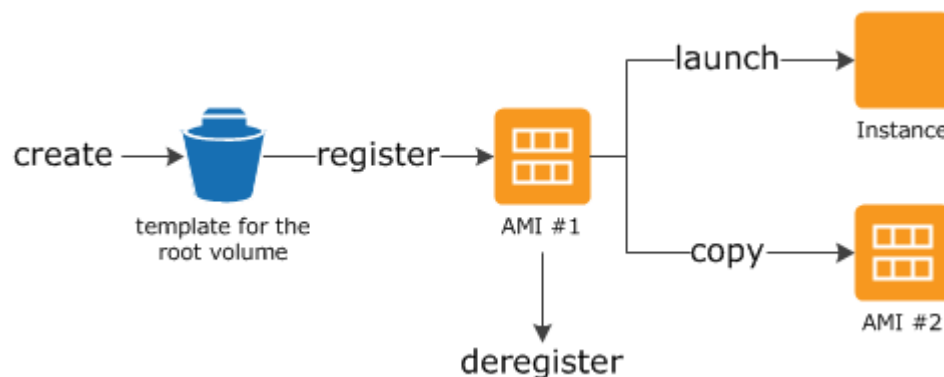 launch
Instance
create
register
template for the
root volume
AMI #1
copy
AMI #2
deregister